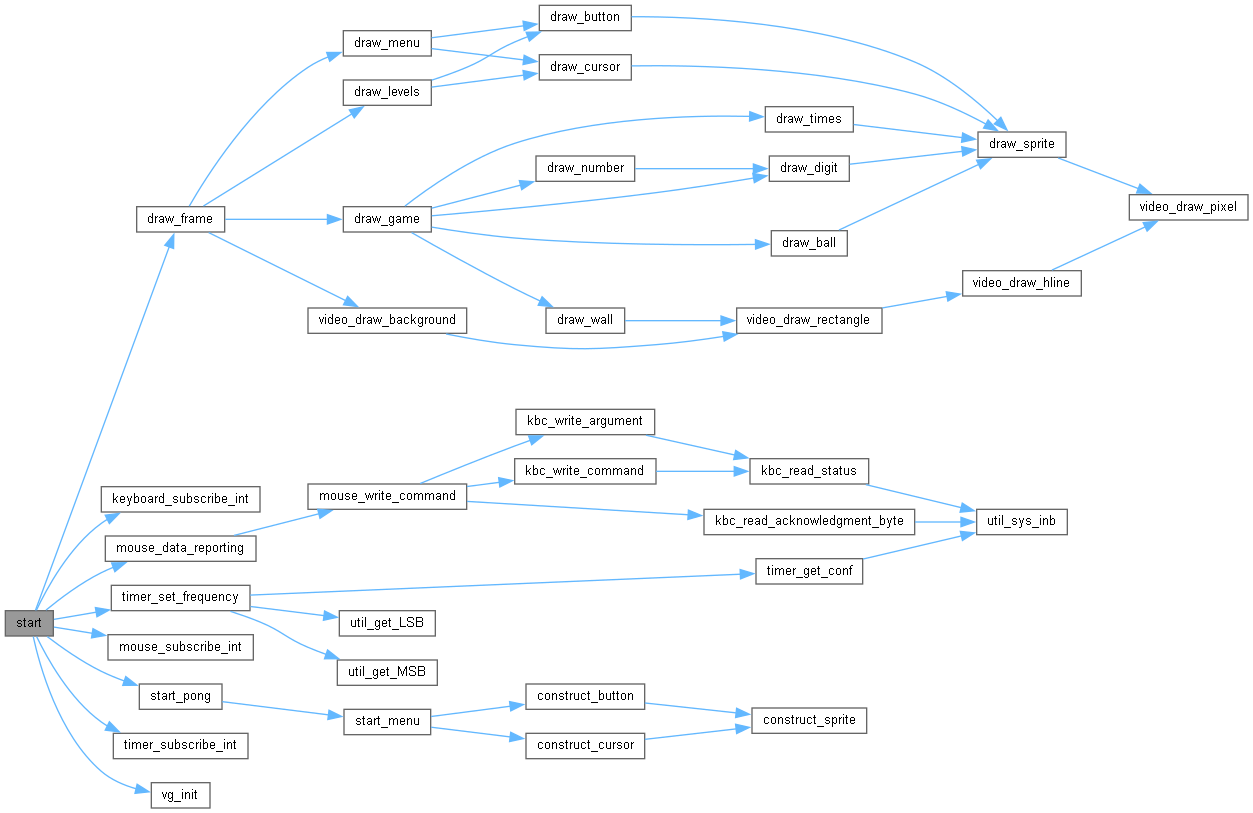 draw_button
draw_menu
draw_cursor
draw_levels
draw_times
draw_sprite
draw_number
draw_digit
draw_frame
draw_game
video_draw_pixel
draw_ball
video_draw_hline
video_draw_background
draw_wall
video_draw_rectangle
kbc_write_argument
kbc_write_command
kbc_read_status
keyboard_subscribe_int
mouse_write_command
kbc_read_acknowledgment_byte
util_sys_inb
mouse_data_reporting
timer_get_conf
timer_set_frequency
start
util_get_LSB
mouse_subscribe_int
util_get_MSB
start_pong
construct_button
start_menu
construct_sprite
timer_subscribe_int
construct_cursor
vg_init